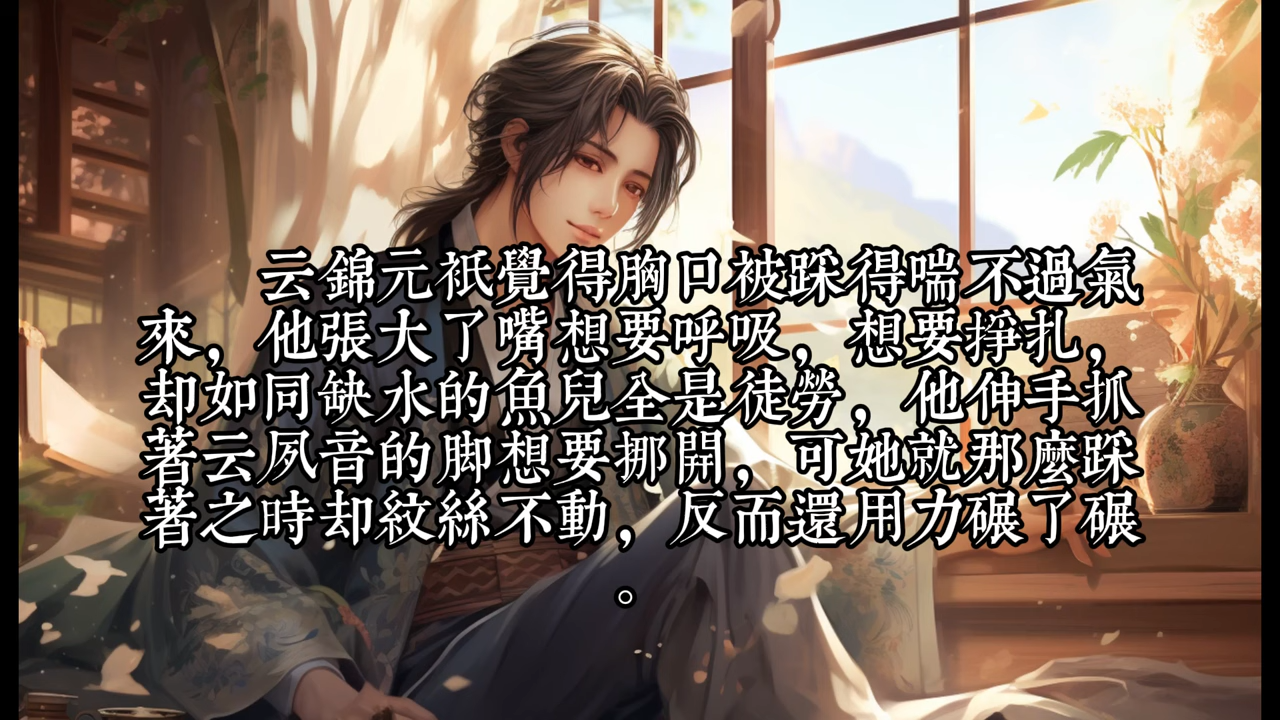 云錦元祇覺得胸口被踩得喘不過氣
來，他張大了嘴想要呼吸，想要掙扎，
却如同缺水的魚兒全是徒勞，他伸手抓
著云夙音的脚想要挪開，可她就那麼踩
著之時却紋絲不動，反而還用力碾了碾
。